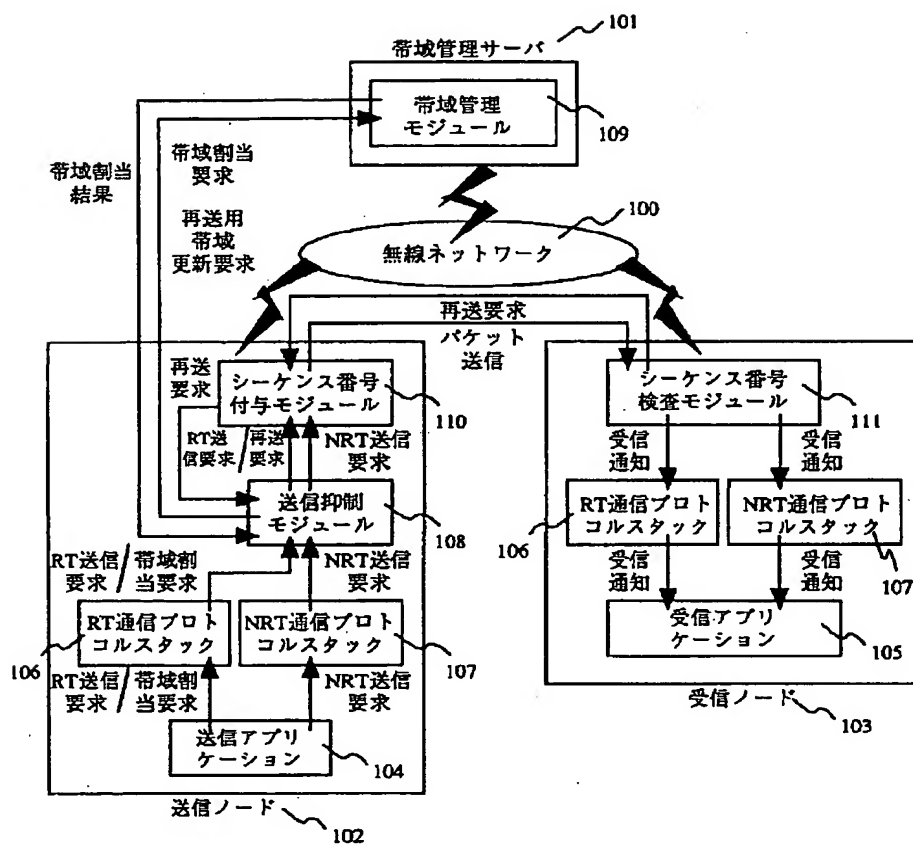 101
帯域管理サーバ
帯域管理
モジュール
109
帯域割当
結果
帯域割当
要求
再送用
帯域
更新要求
100
無線ネットワーク
再送要求
パケット
送信
再送
要求
シーケンス番号
付与モジュール
110
RT送
信要求
再送
要求
NRT送信
要求
送信抑制
モジュール
108
RT送信
要求
帯域割
当要求
NRT送信
要求
RT通信プロト
コルスタック
106
NRT通信プロト
コルスタック
107
RT送信
要求
帯域割
当要求
NRT送信
要求
送信アプリ
ケーション
104
送信ノード
102
シーケンス番号
検査モジュール
111
受信
通知
受信
通知
RT通信プロト
コルスタック
106
NRT通信プロト
コルスタック
107
受信
通知
受信
通知
受信アプリ
ケーション
105
受信ノード
103